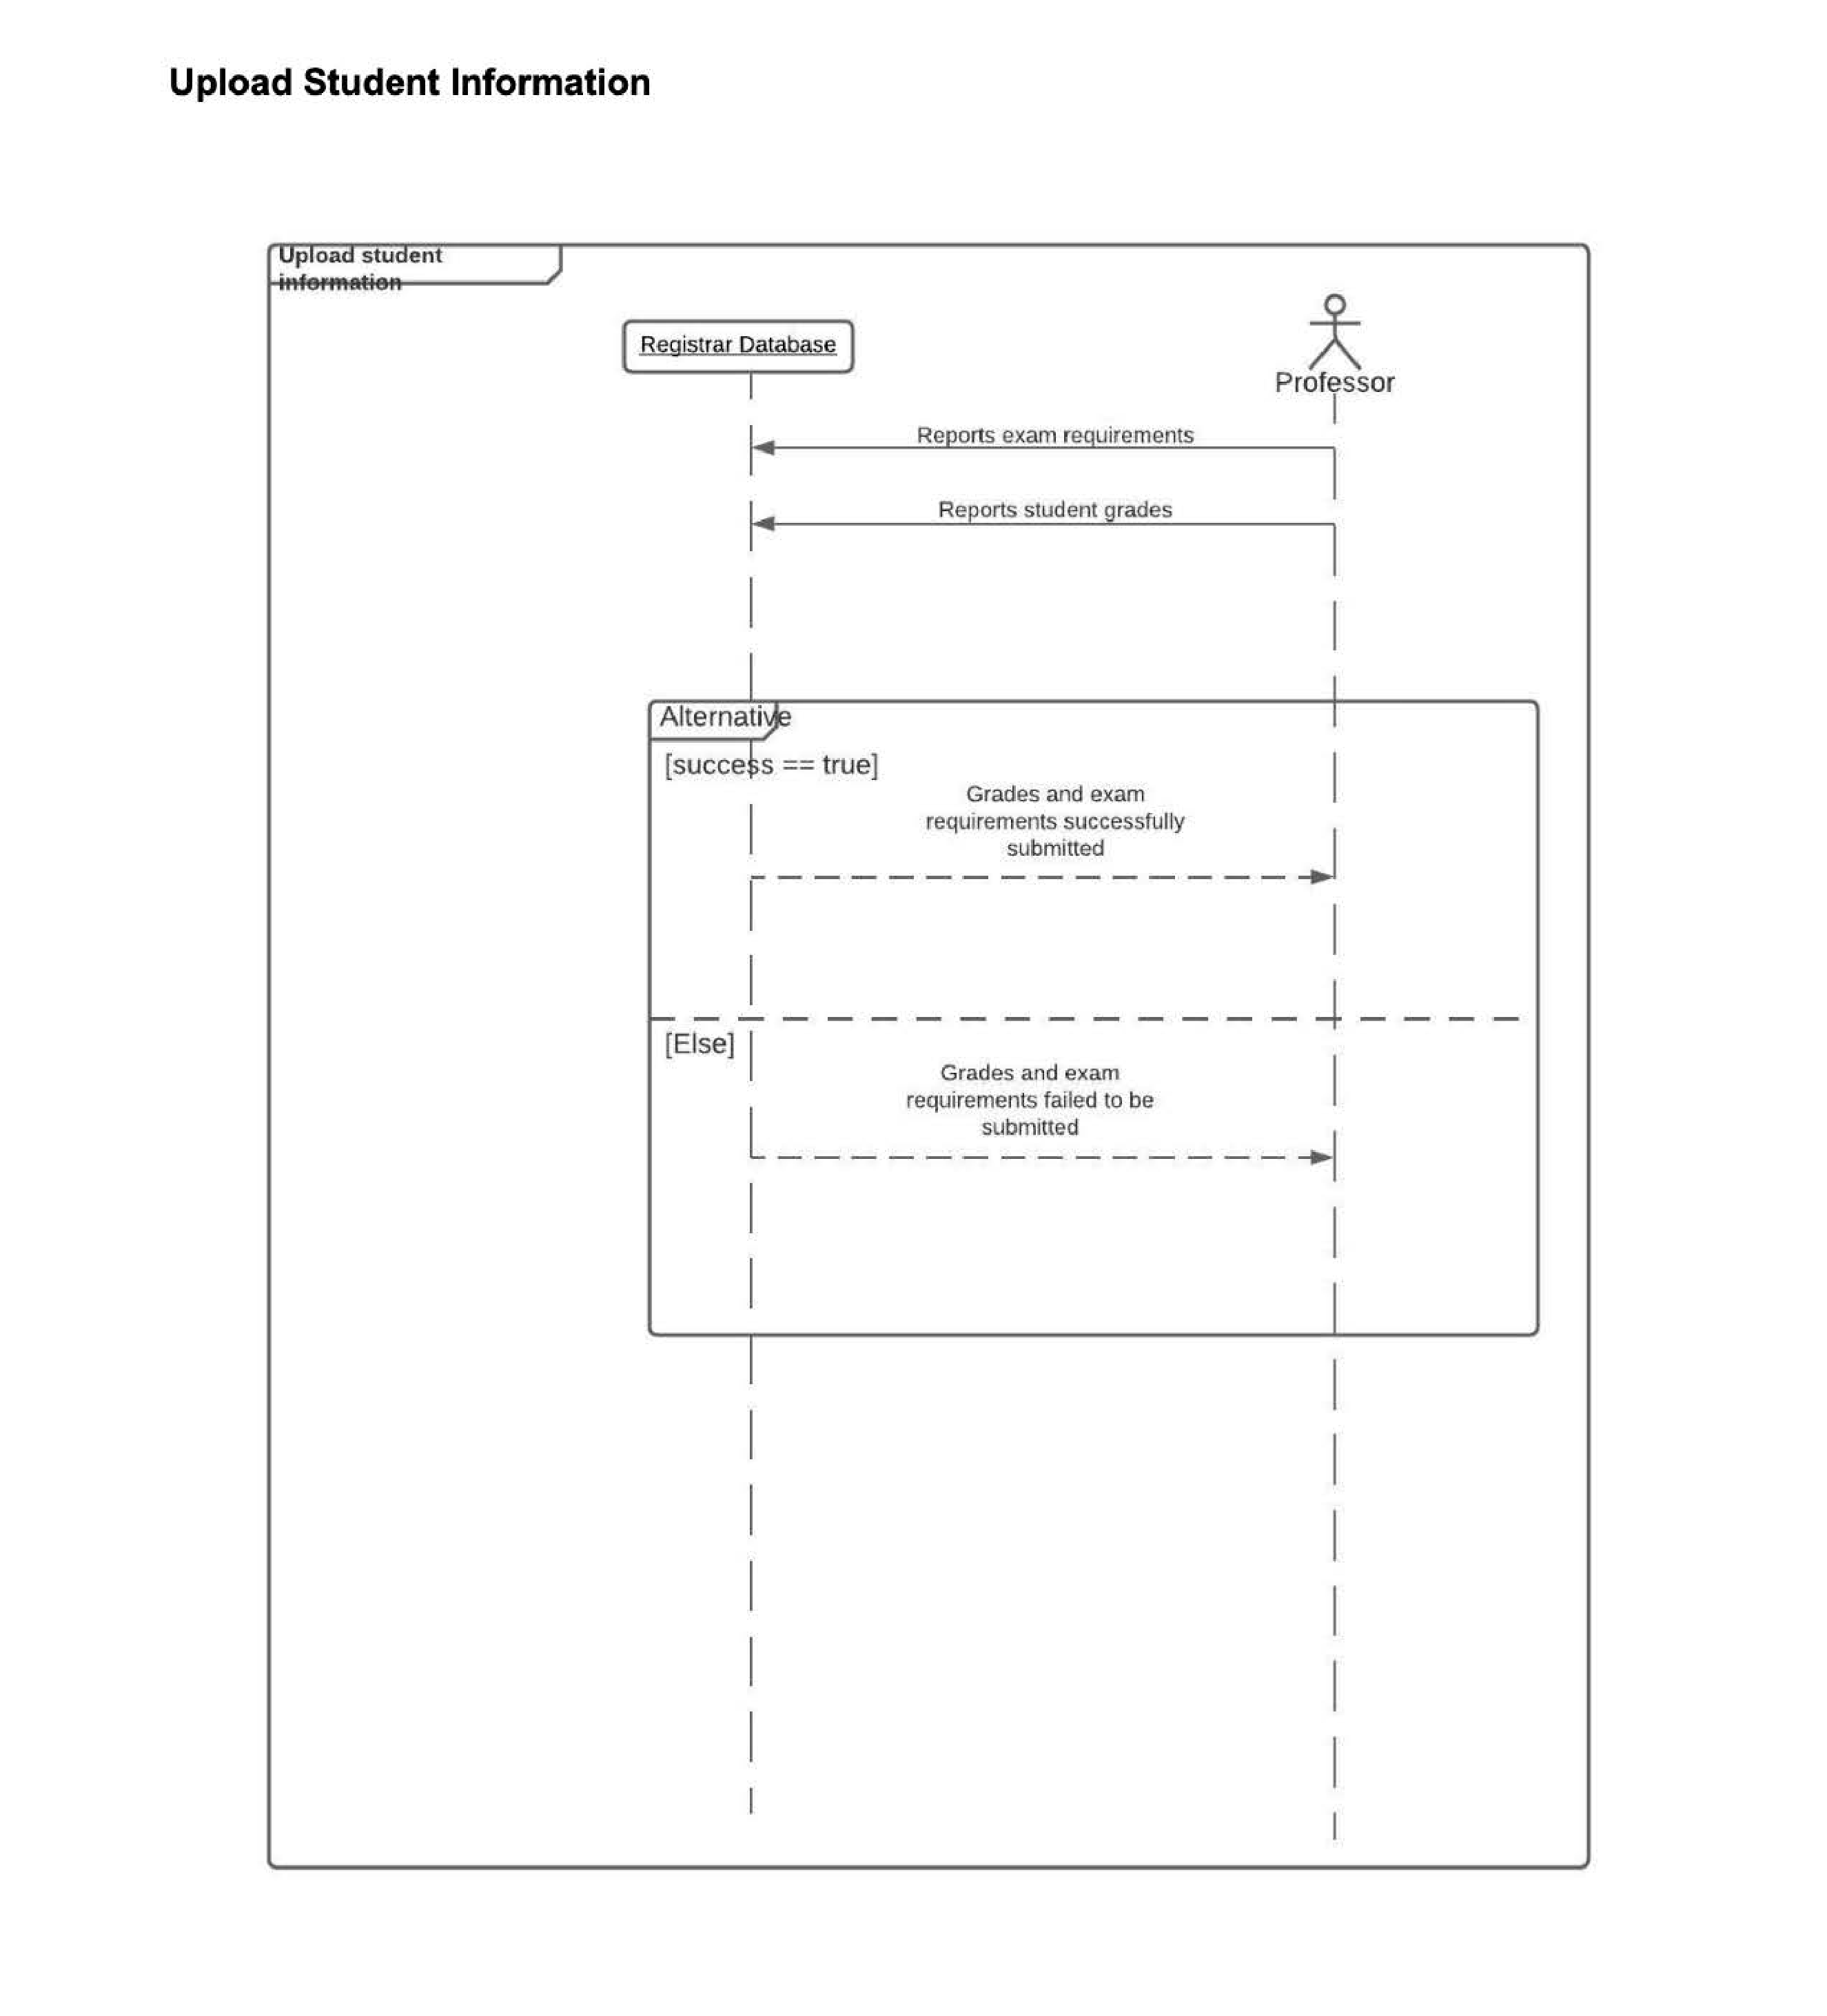 Upload Student Information
Upload student
information
Registrar Database
Professor
Reports exam requirements
Reports student grades
Alternative
[success == true]
Grades and exam
requirements successfully
submitted
[Else]
Grades and exam
requirements failed to be
submitted